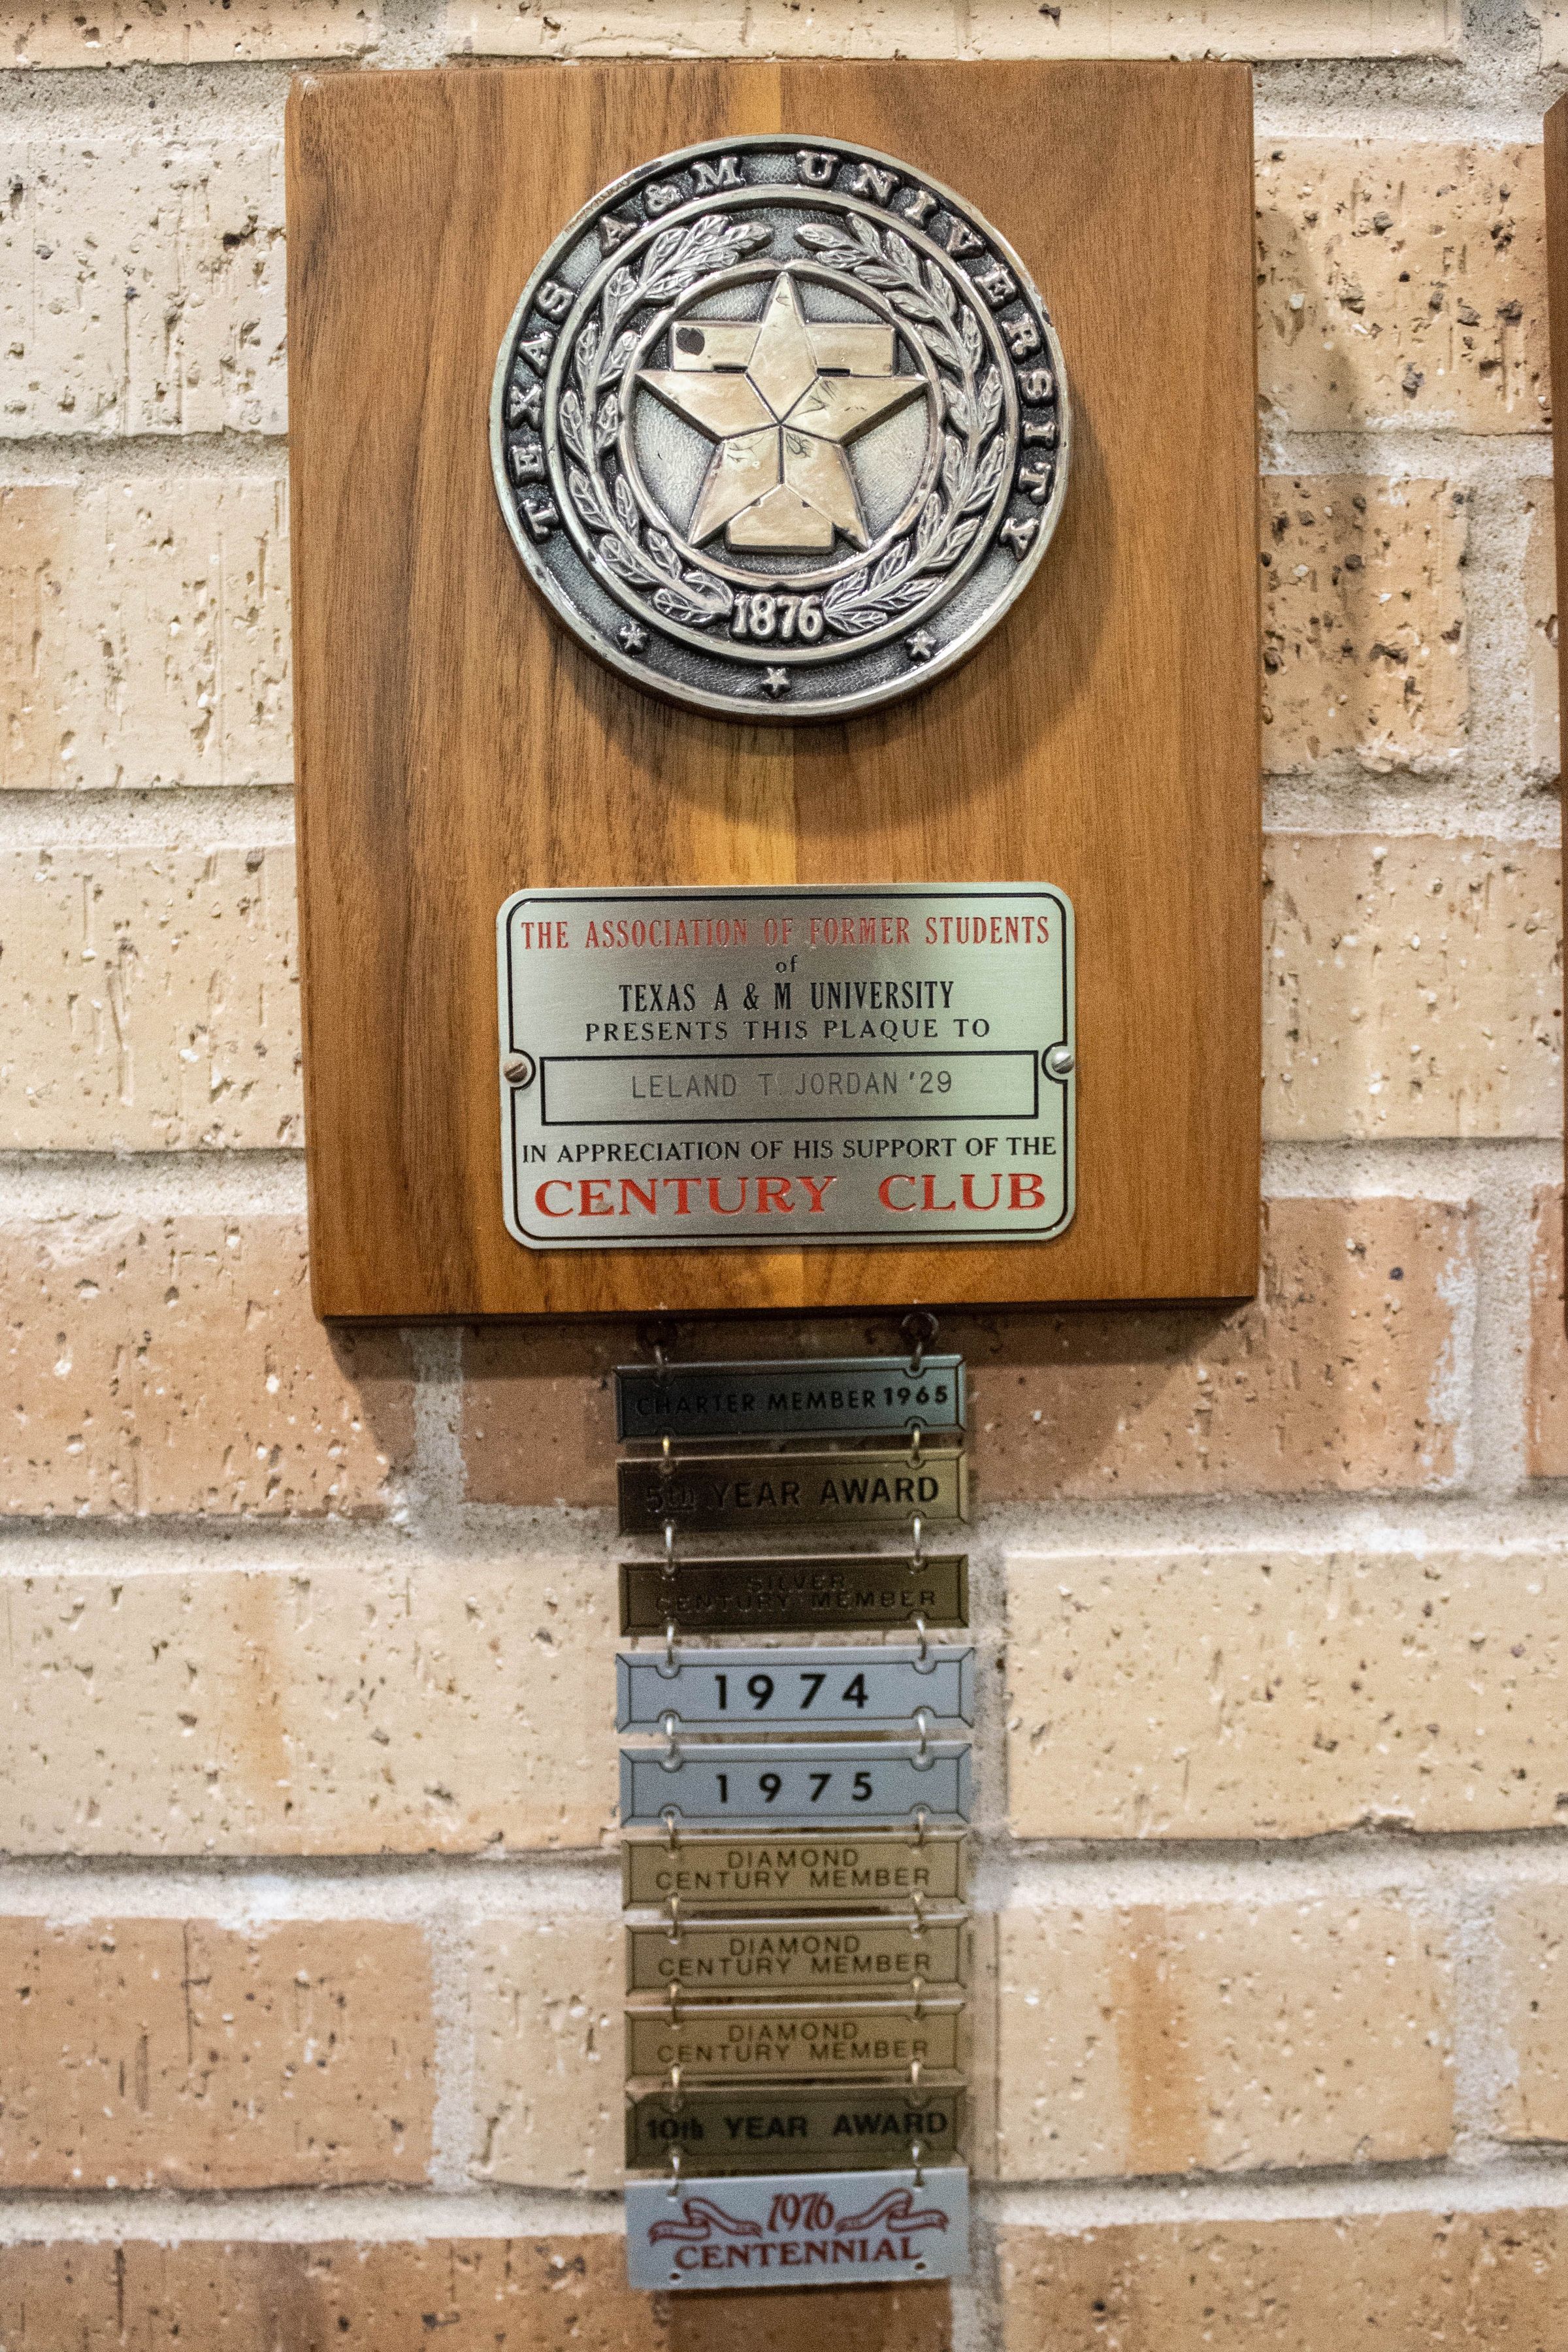 TEXAS A&M UNIVERSITY
1876
THE ASSOCIATION OF FORMER STUDENTS
of
TEXAS A & M UNIVERSITY
PRESENTS THIS PLAQUE TO
LELAND T. JORDAN '29
IN APPRECIATION OF HIS SUPPORT OF THE
CENTURY CLUB
CHARTER MEMBER 1965
5th YEAR AWARD
SILVER
CENTURY MEMBER
1974
1975
DIAMOND
CENTURY MEMBER
DIAMOND
CENTURY MEMBER
DIAMOND
CENTURY MEMBER
10th YEAR AWARD
1976
CENTENNIAL